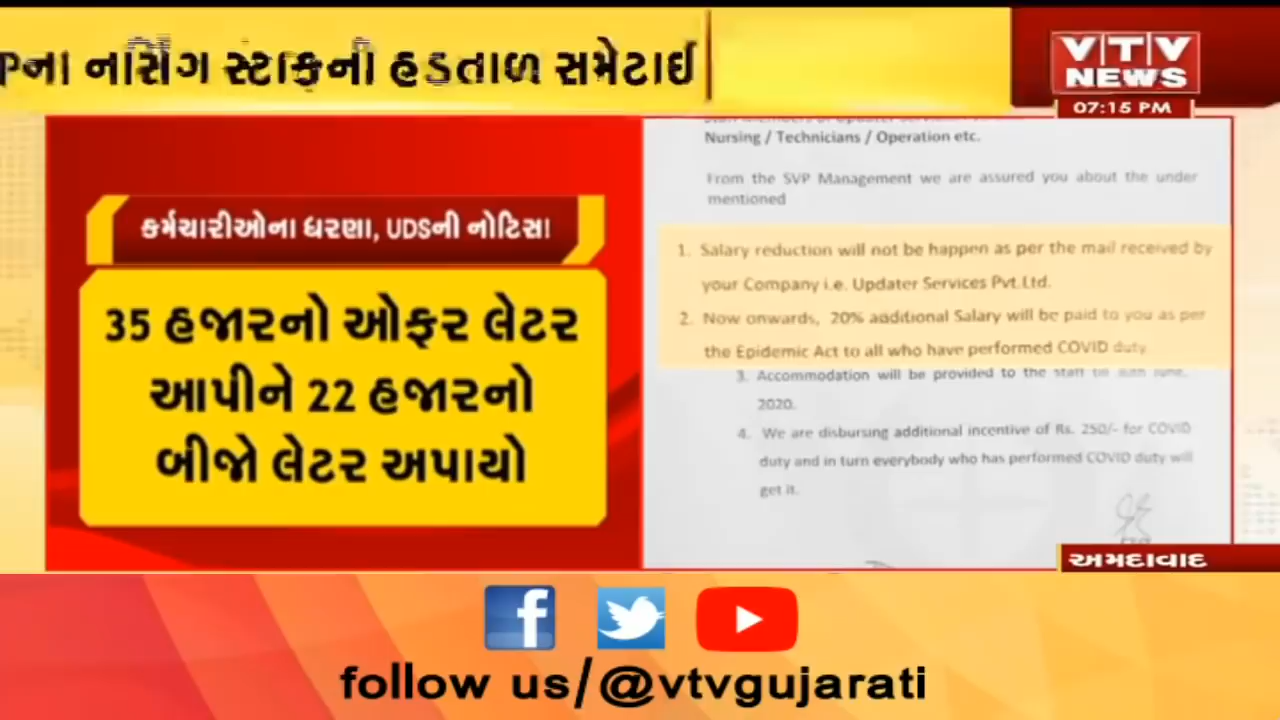 નર્સિંગ સ્ટાફની હડતાળ સમેટાઈ
VTV
NEWS
07:15 PM
કર્મચારીઓના ધરણા, UDSની નોટિસ!
35 હજારનો ઓફર લેટર
આપીને 22 હજારનો
બીજો લેટર અપાયો
Nursing / Technicians / Operation etc.
From the SVP Management we are assured you about the under
mentioned
1. Salary reduction will not be happen as per the mail received by
your Company i.e. Updater Services Pvt.Ltd.
2. Now onwards, 20% additional Salary will be paid to you as per
the Epidemic Act to all who have performed COVID duty
3. Accommodation will be provided to the staff
2020.
4. We are disbursing additional incentive of Rs. 250/- for COVID
duty and in turn everybody who has performed COVID duty will
get it.
અમદાવાદ
follow us/@vtvgujarati